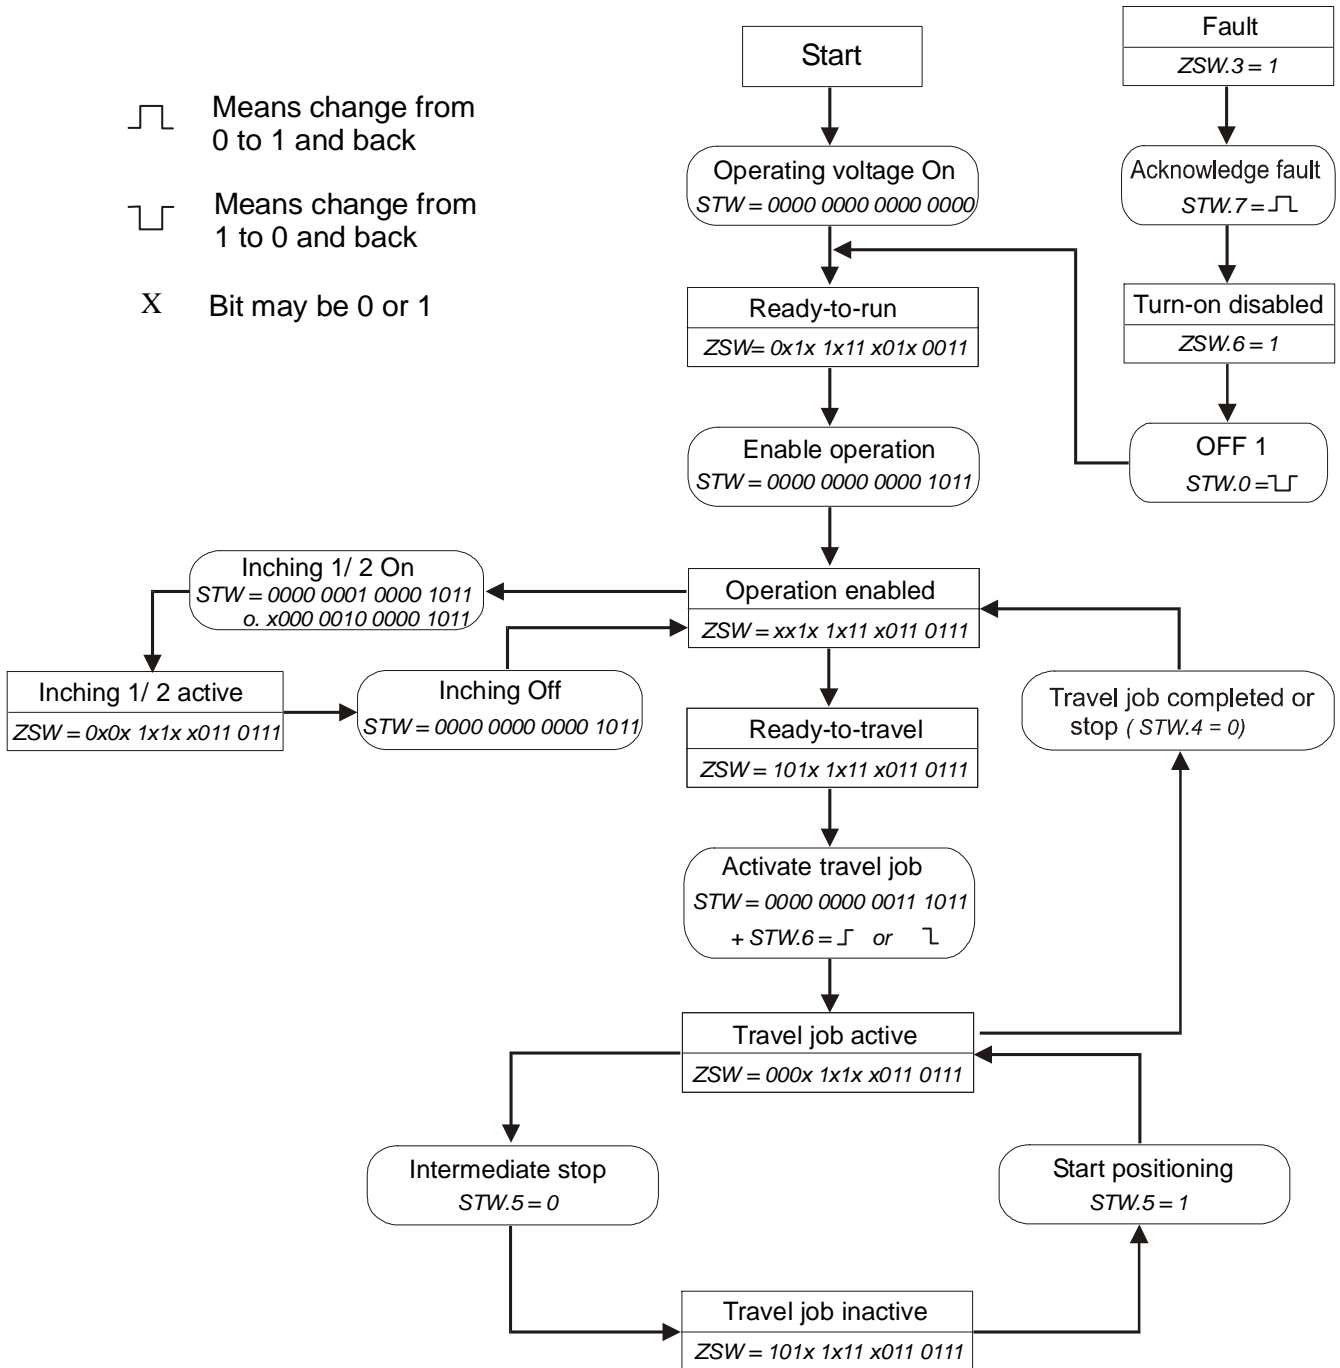 Means change from
0 to 1 and back
Means change from
1 to 0 and back
X Bit may be 0 or 1
Start
Operating voltage On
STW = 0000 0000 0000 0000
Ready-to-run
ZSW= 0x1x 1x11 x01x 0011
Enable operation
STW = 0000 0000 0000 1011
Fault
ZSW.3 = 1
Acknowledge fault
STW.7 =
Turn-on disabled
ZSW.6 = 1
OFF 1
STW.0 =
Inching 1/ 2 On
STW = 0000 0001 0000 1011
o. x000 0010 0000 1011
Operation enabled
ZSW = xx1x 1x11 x011 0111
Inching 1/ 2 active
ZSW = 0x0x 1x1x x011 0111
Inching Off
STW = 0000 0000 0000 1011
Ready-to-travel
ZSW = 101x 1x11 x011 0111
Travel job completed or
stop ( STW.4 = 0)
Activate travel job
STW = 0000 0000 0011 1011
+ STW.6 = or
Travel job active
ZSW = 000x 1x1x x011 0111
Intermediate stop
STW.5 = 0
Start positioning
STW.5 = 1
Travel job inactive
ZSW = 101x 1x11 x011 0111